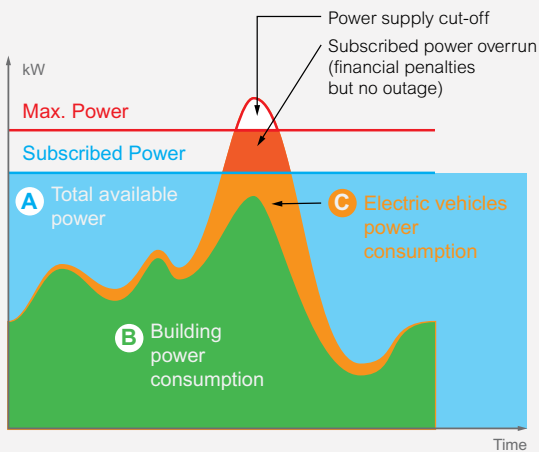 Power supply cut-off
Subscribed power overrun
(financial penalties
but no outage)
kW
Max. Power
Subscribed Power
A Total available
power
C Electric vehicles
power
consumption
B Building
power
consumption
Time